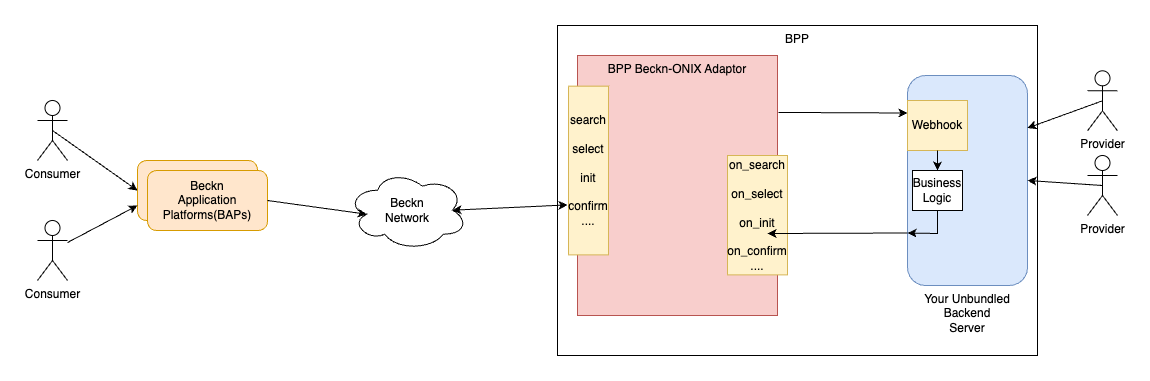 BPP
BPP Beckn-ONIX Adaptor
search
select
init
confirm
....
on_search
on_select
on_init
on_confirm
....
Webhook
Business
Logic
Your Unbundled
Backend
Server
Consumer
Consumer
Beckn
Application
Platforms(BAPs)
Beckn
Network
Provider
Provider